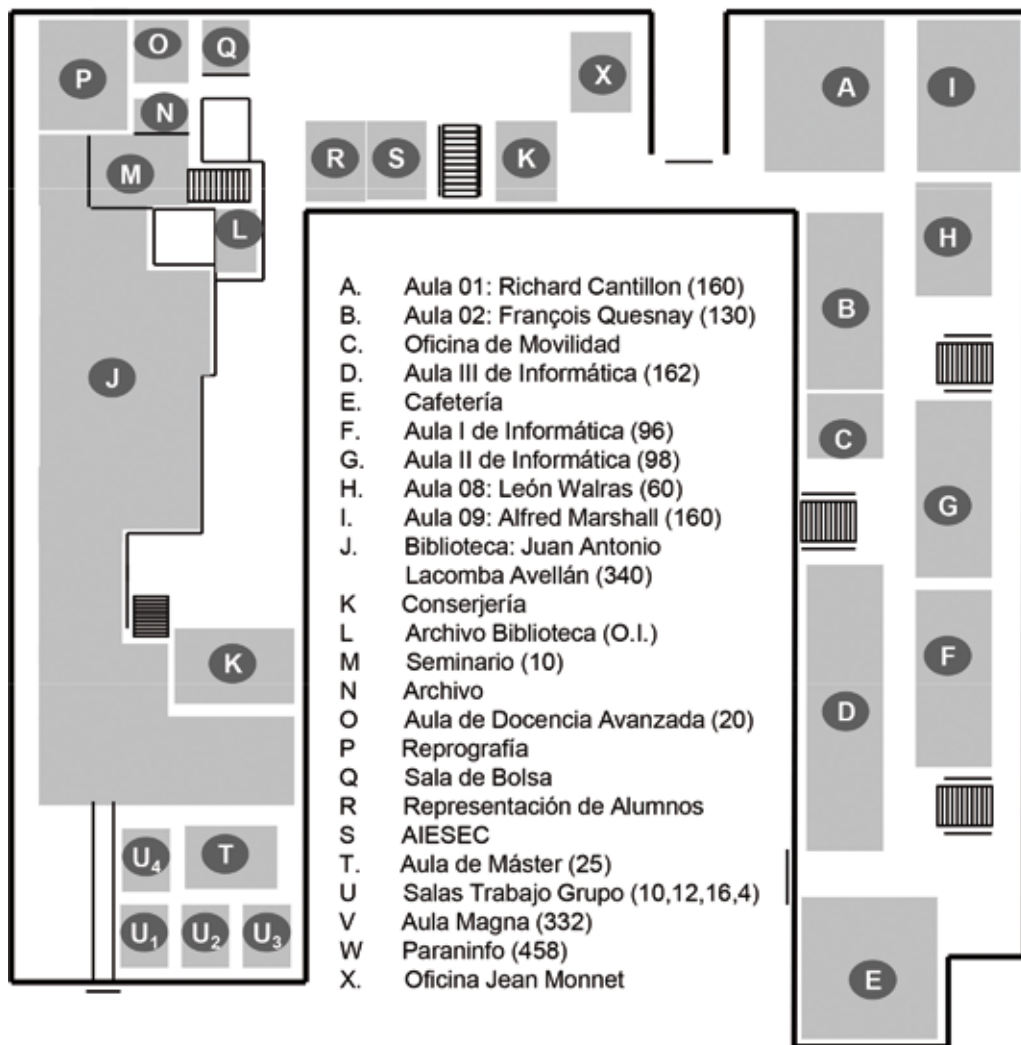 O
Q
P
N
X
A
I
M
R
S
K
L
H
B
J
C
G
K
D
F
U4
T
U1
U2
U3
E
A. Aula 01: Richard Cantillon (160)
B. Aula 02: François Quesnay (130)
C. Oficina de Movilidad
D. Aula III de Informática (162)
E. Cafetería
F. Aula I de Informática (96)
G. Aula II de Informática (98)
H. Aula 08: León Walras (60)
I. Aula 09: Alfred Marshall (160)
J. Biblioteca: Juan Antonio
Lacomba Avellán (340)
K Conserjería
L Archivo Biblioteca (O.I.)
M Seminario (10)
N Archivo
O Aula de Docencia Avanzada (20)
P Reprografía
Q Sala de Bolsa
R Representación de Alumnos
S AIESEC
T. Aula de Máster (25)
U Salas Trabajo Grupo (10,12,16,4)
V Aula Magna (332)
W Paraninfo (458)
X. Oficina Jean Monnet